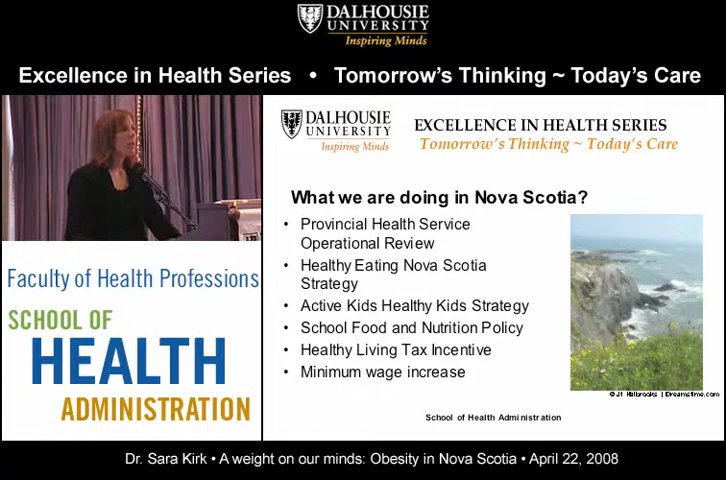 DALHOUSIE
UNIVERSITY
Inspiring Minds
Excellence in Health Series • Tomorrow's Thinking ~ Today's Care
DALHOUSIE
UNIVERSITY
Inspiring Minds
EXCELLENCE IN HEALTH SERIES
Tomorrow's Thinking ~ Today's Care
What we are doing in Nova Scotia?
• Provincial Health Service
Operational Review
• Healthy Eating Nova Scotia
Strategy
• Active Kids Healthy Kids Strategy
• School Food and Nutrition Policy
• Healthy Living Tax Incentive
• Minimum wage increase
School of Health Administration
Faculty of Health Professions
SCHOOL OF
HEALTH
ADMINISTRATION
Dr. Sara Kirk • A weight on our minds: Obesity in Nova Scotia • April 22, 2008